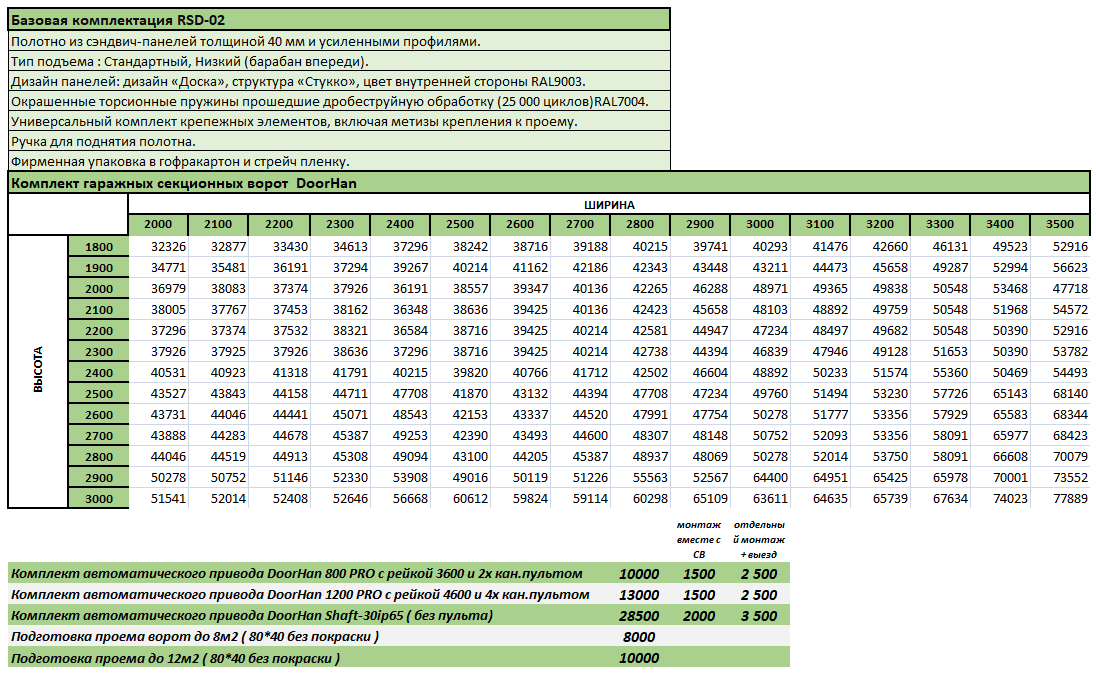 Базовая комплектация RSD-02
Полотно из сэндвич-панелей толщиной 40 мм и усиленными профилями.
Тип подъема : Стандартный, Низкий (барабан впереди).
Дизайн панелей: дизайн «Доска», структура «Стукко», цвет внутренней стороны RAL9003.
Окрашенные торсионные пружины прошедшие дробеструйную обработку (25 000 циклов)RAL7004.
Универсальный комплект крепежных элементов, включая метизы крепления к проему.
Ручка для поднятия полотна.
Фирменная упаковка в гофракартон и стрейч пленку.
Комплект гаражных секционных ворот DoorHan
ШИРИНА
2000 2100 2200 2300 2400 2500 2600 2700 2800 2900 3000 3100 3200 3300 3400 3500
ВЫСОТА
1800 32326 32877 33430 34613 37296 38242 38716 39188 40215 39741 40293 41476 42660 46131 49523 52916
1900 34771 35481 36191 37294 39267 40214 41162 42186 42343 43448 43211 44473 45658 49287 52994 56623
2000 36979 38083 37374 37926 36191 38557 39347 40136 42265 46288 48971 49365 49838 50548 53468 47718
2100 38005 37767 37453 38162 36348 38636 39425 40136 42423 45658 48103 48892 49759 50548 51968 54572
2200 37296 37374 37532 38321 36584 38716 39425 40214 42581 44947 47234 48497 49682 50548 50390 52916
2300 37926 37925 37926 38636 37296 38716 39425 40214 42738 44394 46839 47946 49128 51653 50390 53782
2400 40531 40923 41318 41791 40215 39820 40766 41712 42502 46604 48892 50233 51574 55360 50469 54493
2500 43527 43843 44158 44711 47708 41870 43132 44394 47708 47234 49760 51494 53230 57726 65143 68140
2600 43731 44046 44441 45071 48543 42153 43337 44520 47991 47754 50278 51777 53356 57929 65583 68344
2700 43888 44283 44678 45387 49253 42390 43493 44600 48307 48148 50752 52093 53356 58091 65977 68423
2800 44046 44519 44913 45308 49094 43100 44205 45387 48937 48069 50278 52014 53750 58091 66608 70079
2900 50278 50752 51146 52330 53908 49016 50119 51226 55563 52567 64400 64951 65425 65978 70001 73552
3000 51541 52014 52408 52646 56668 60612 59824 59114 60298 65109 63611 64635 65739 67634 74023 77889
монтаж вместе с СВ
отдельный монтаж + выезд
Комплект автоматического привода DoorHan 800 PRO с рейкой 3600 и 2х кан.пультом 10000 1500 2 500
Комплект автоматического привода DoorHan 1200 PRO с рейкой 4600 и 4х кан.пультом 13000 1500 2 500
Комплект автоматического привода DoorHan Shaft-30ip65 ( без пульта) 28500 2000 3 500
Подготовка проема ворот до 8м2 ( 80*40 без покраски ) 8000
Подготовка проема до 12м2 ( 80*40 без покраски ) 10000